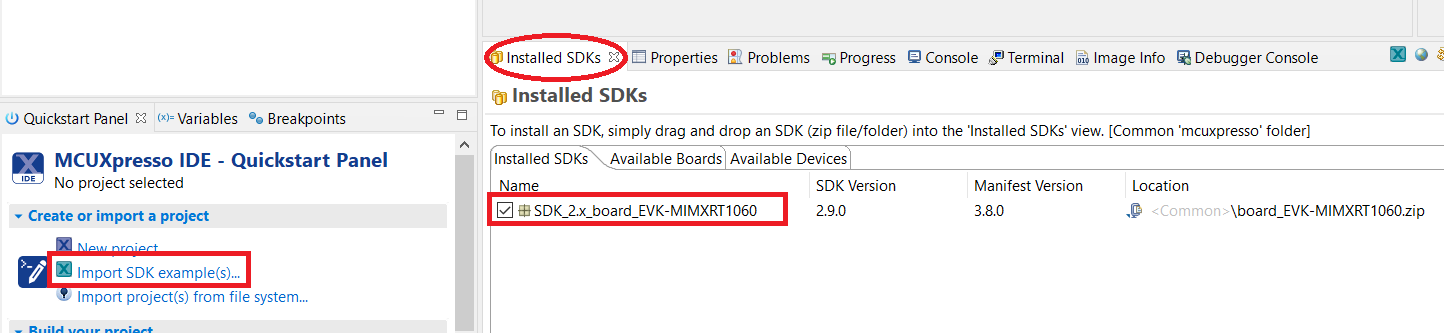 Installed SDKs Properties Problems Progress Console Terminal Image Info Debugger Console
Installed SDKs
To install an SDK, simply drag and drop an SDK (zip file/folder) into the 'Installed SDKs' view. [Common 'mcuxpresso' folder]
Installed SDKs Available Boards Available Devices
Name SDK Version Manifest Version Location
SDK_2.x_board_EVK-MIMXRT1060 2.9.0 3.8.0 <Common>\board_EVK-MIMXRT1060.zip
Quickstart Panel (x)= Variables Breakpoints
IDE
MCUXpresso IDE - Quickstart Panel
No project selected
Create or import a project
New project...
Import SDK example(s)...
Import project(s) from file system...
Build your project